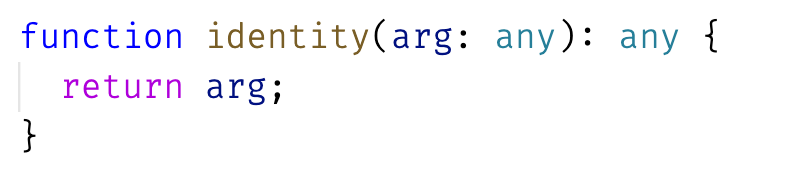 function identity(arg: any): any {
  return arg;
}